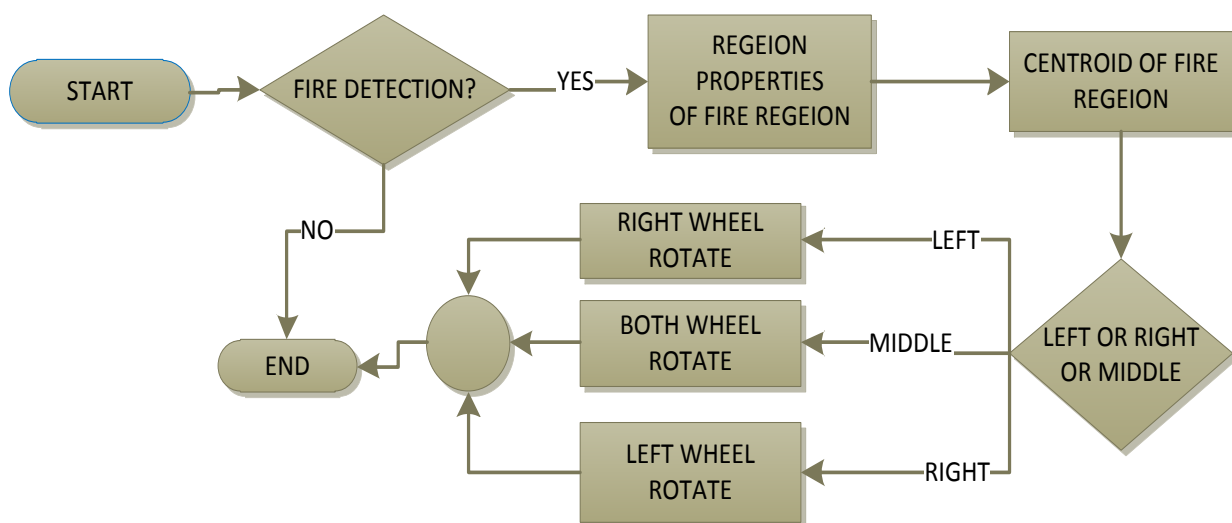 START
FIRE DETECTION?
YES
REGEION
PROPERTIES
OF FIRE REGEION
CENTROID OF FIRE
REGEION
NO
RIGHT WHEEL
ROTATE
LEFT
BOTH WHEEL
ROTATE
MIDDLE
LEFT OR RIGHT
OR MIDDLE
END
LEFT WHEEL
ROTATE
RIGHT